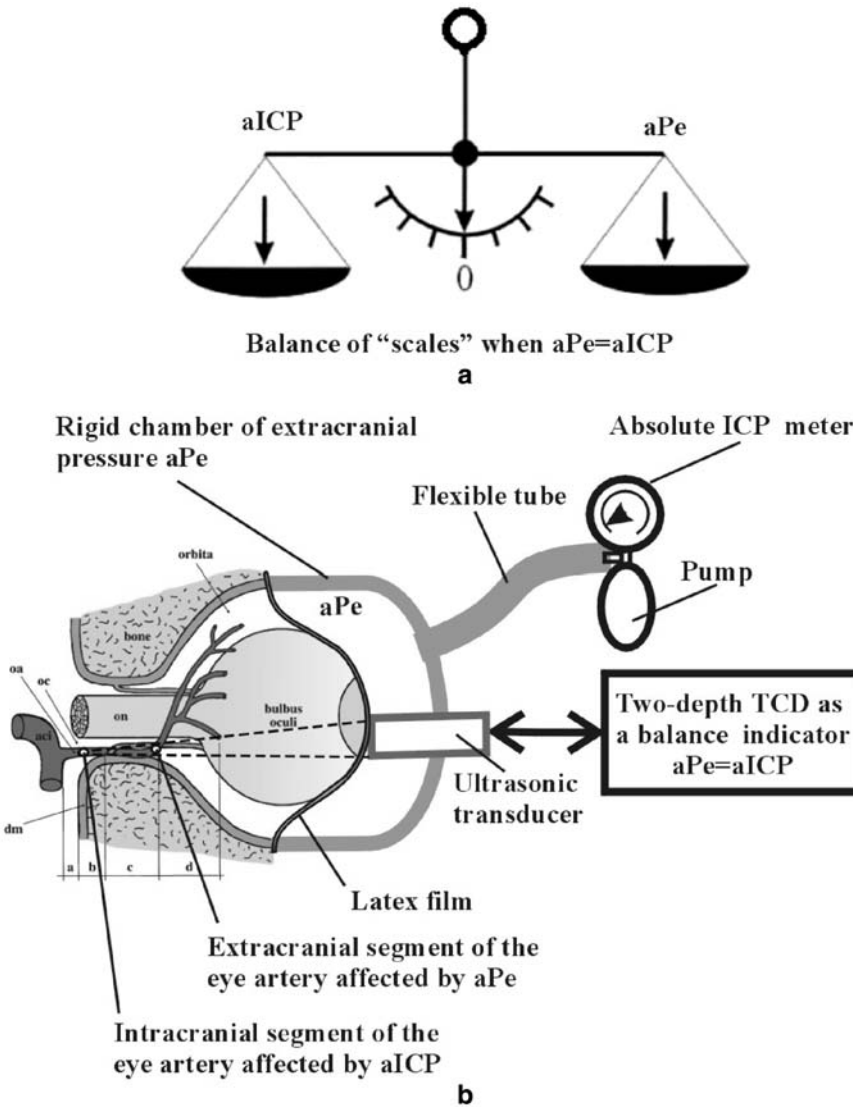 aICP
aPe
0
Balance of “scales” when aPe=aICP
a
Rigid chamber of extracranial
pressure aPe
Absolute ICP meter
Flexible tube
Pump
orbita
aPe
bone
oa
oc
on
bulbus
oculi
aci
Two-depth TCD as
a balance indicator
aPe=aICP
Ultrasonic
transducer
dm
a b c d
Latex film
Extracranial segment of the
eye artery affected by aPe
Intracranial segment of the
eye artery affected by aICP
b